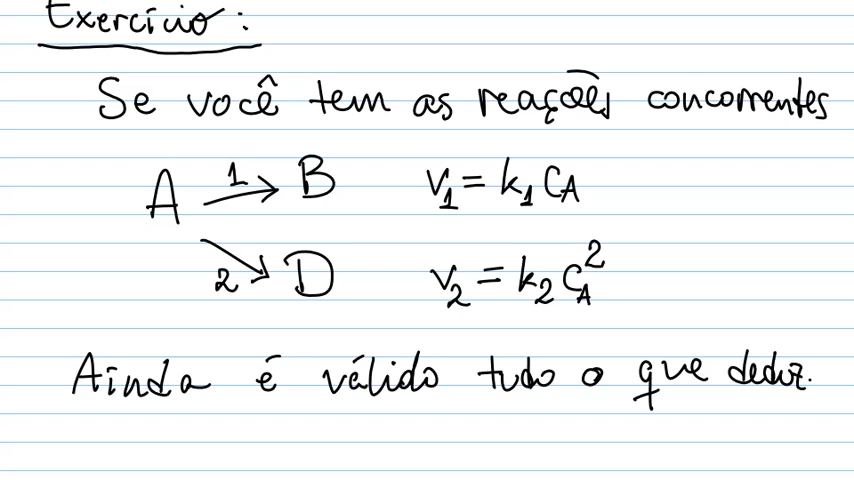 Exercício:
Se você tem as reações concorrentes
A 1→ B v₁ = k₁ CA
2→ D v₂ = k₂ CA²
Ainda é válido tudo o que deduz.